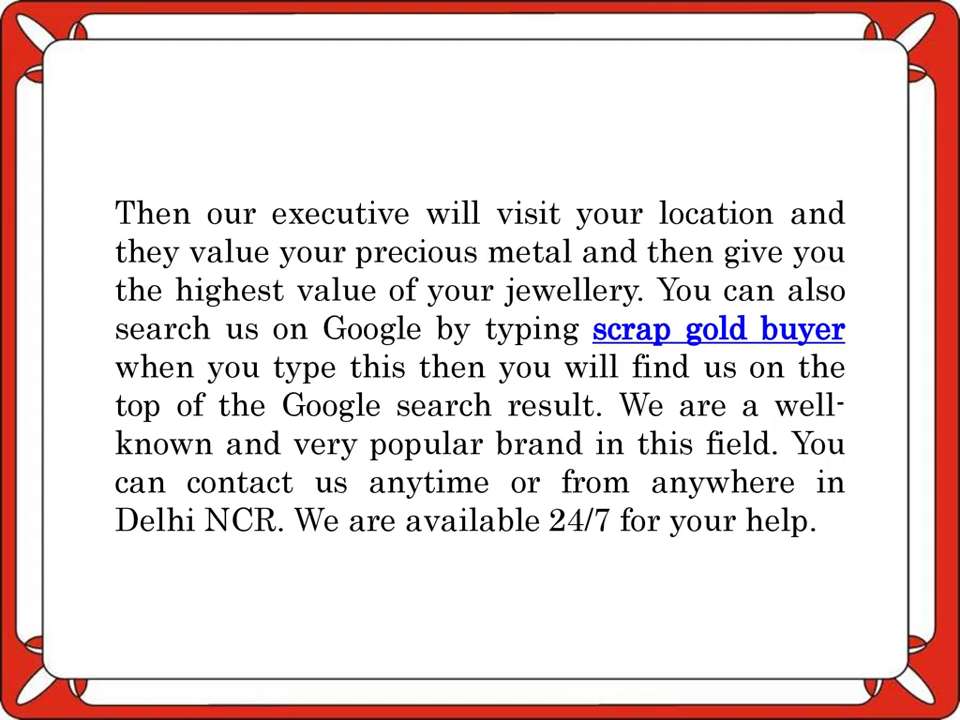 Then our executive will visit your location and
they value your precious metal and then give you
the highest value of your jewellery. You can also
search us on Google by typing scrap gold buyer
when you type this then you will find us on the
top of the Google search result. We are a well-
known and very popular brand in this field. You
can contact us anytime or from anywhere in
Delhi NCR. We are available 24/7 for your help.